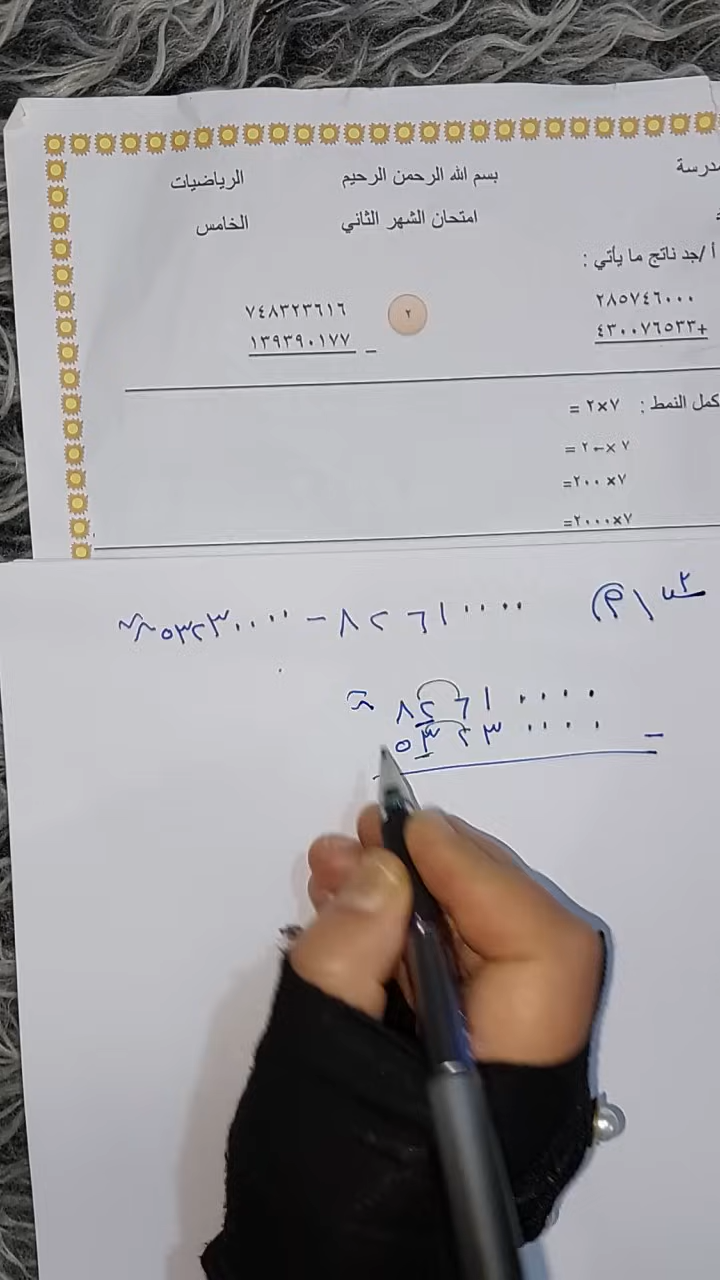 مدرسة بسم الله الرحمن الرحيم الرياضيات
امتحان الشهر الثاني الخامس
أ /جد ناتج ما يأتي :
٢٨٥٧٤٦٠٠٠ ٢ ٧٤٨٣٢٣٦١٦
٤٣٠٠٧٦٥٣٣+ ١٣٩٣٩٠١٧٧ _
كمل النمط : ٧×٢ =
٧ ×٢٠ =
٧× ٢٠٠=
٧×٢٠٠٠=
٨٢٦١٠٠٠٠ − ٥٣٢٣٠٠٠٠ ≈
≈ ٨٢٦١٠٠٠٠
٥٣٢٣٠٠٠٠ −